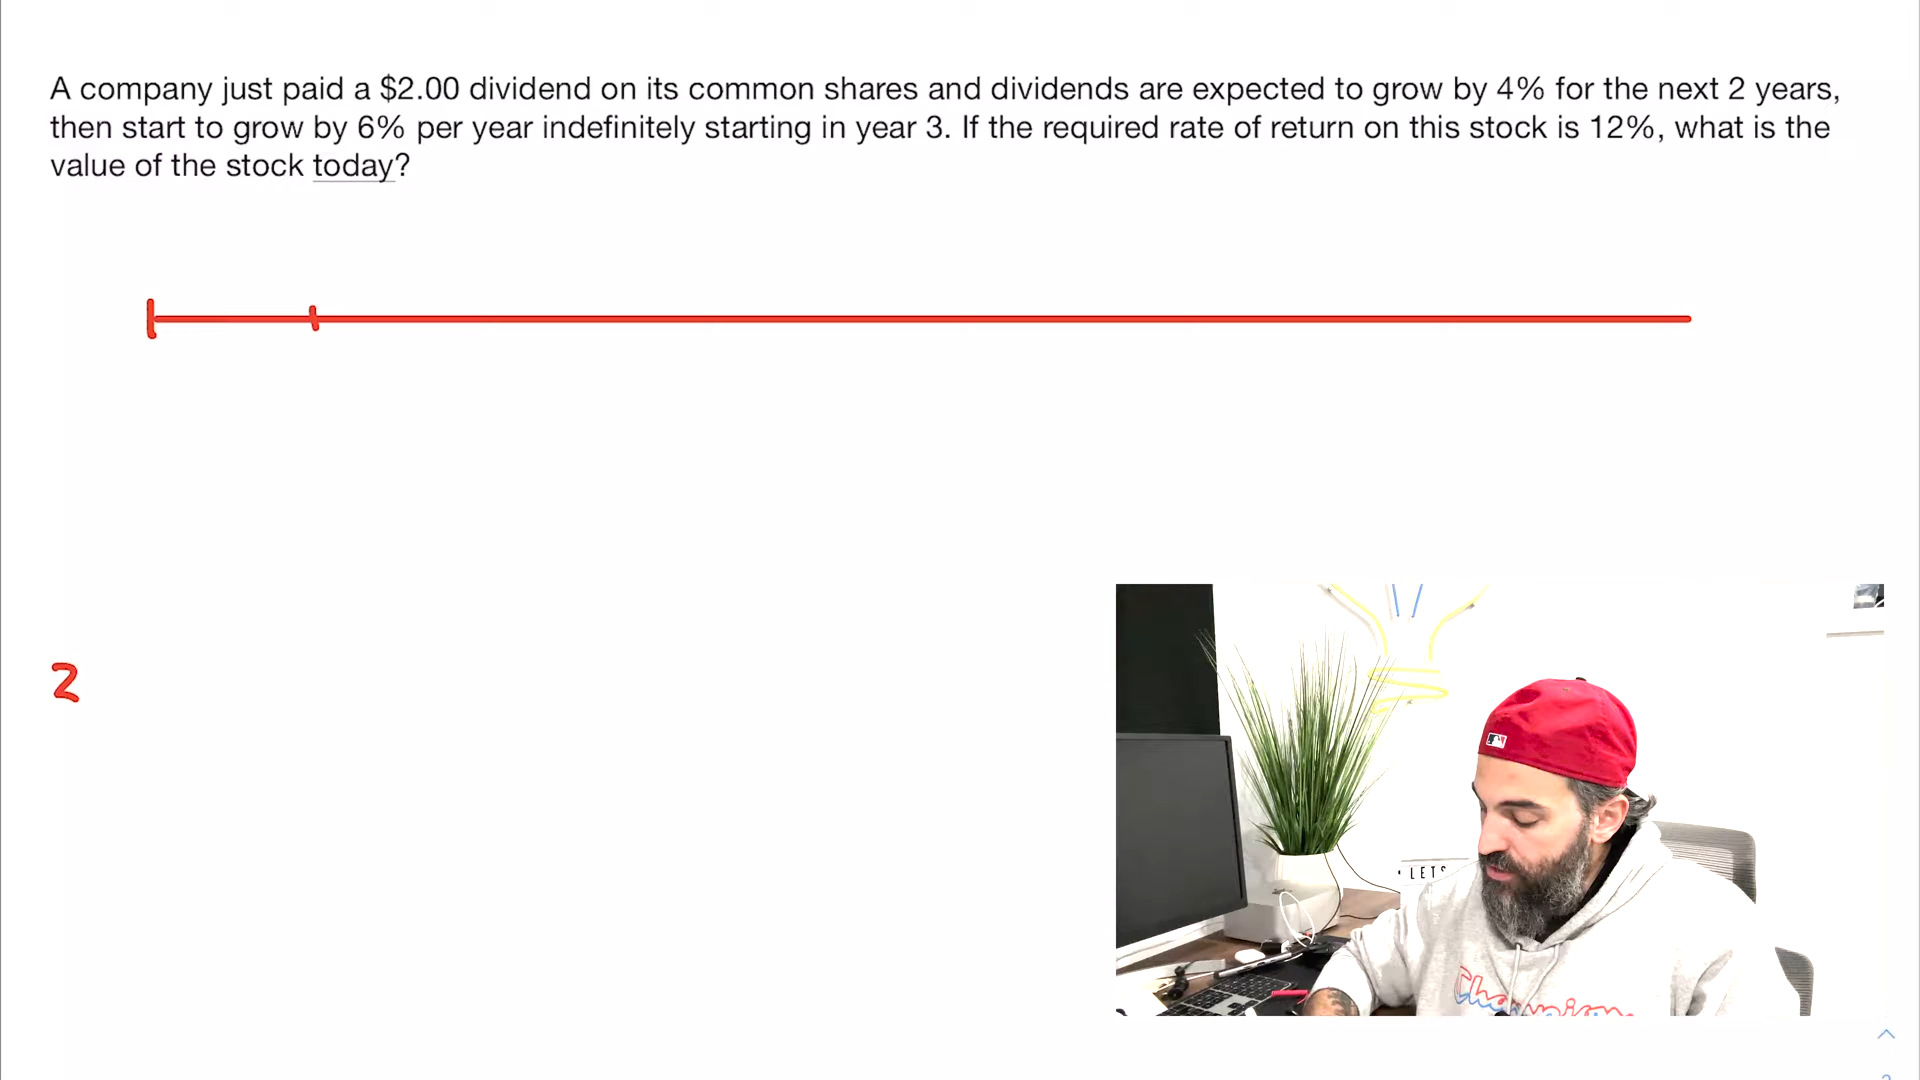 A company just paid a $2.00 dividend on its common shares and dividends are expected to grow by 4% for the next 2 years,
then start to grow by 6% per year indefinitely starting in year 3. If the required rate of return on this stock is 12%, what is the
value of the stock today?
2
LETS
Champion